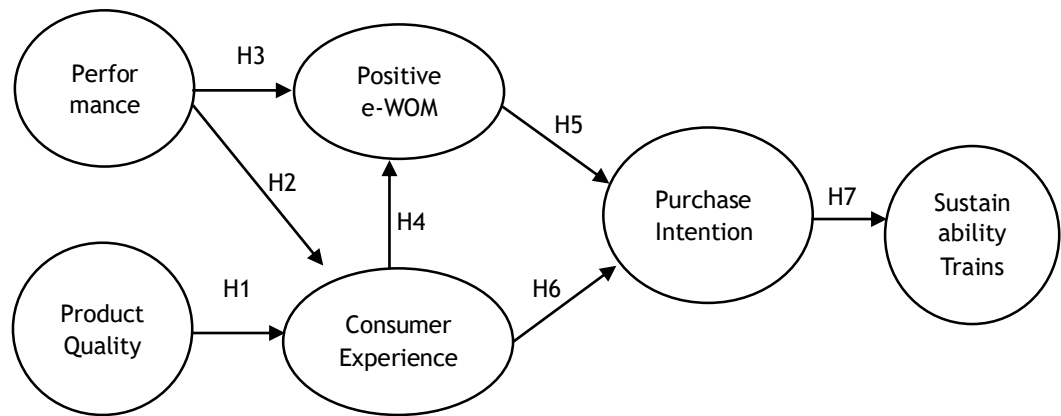 Perfor
mance
H3
Positive
e-WOM
H5
H2
H4
Purchase
Intention
H7
Sustain
ability
Trains
Product
Quality
H1
Consumer
Experience
H6